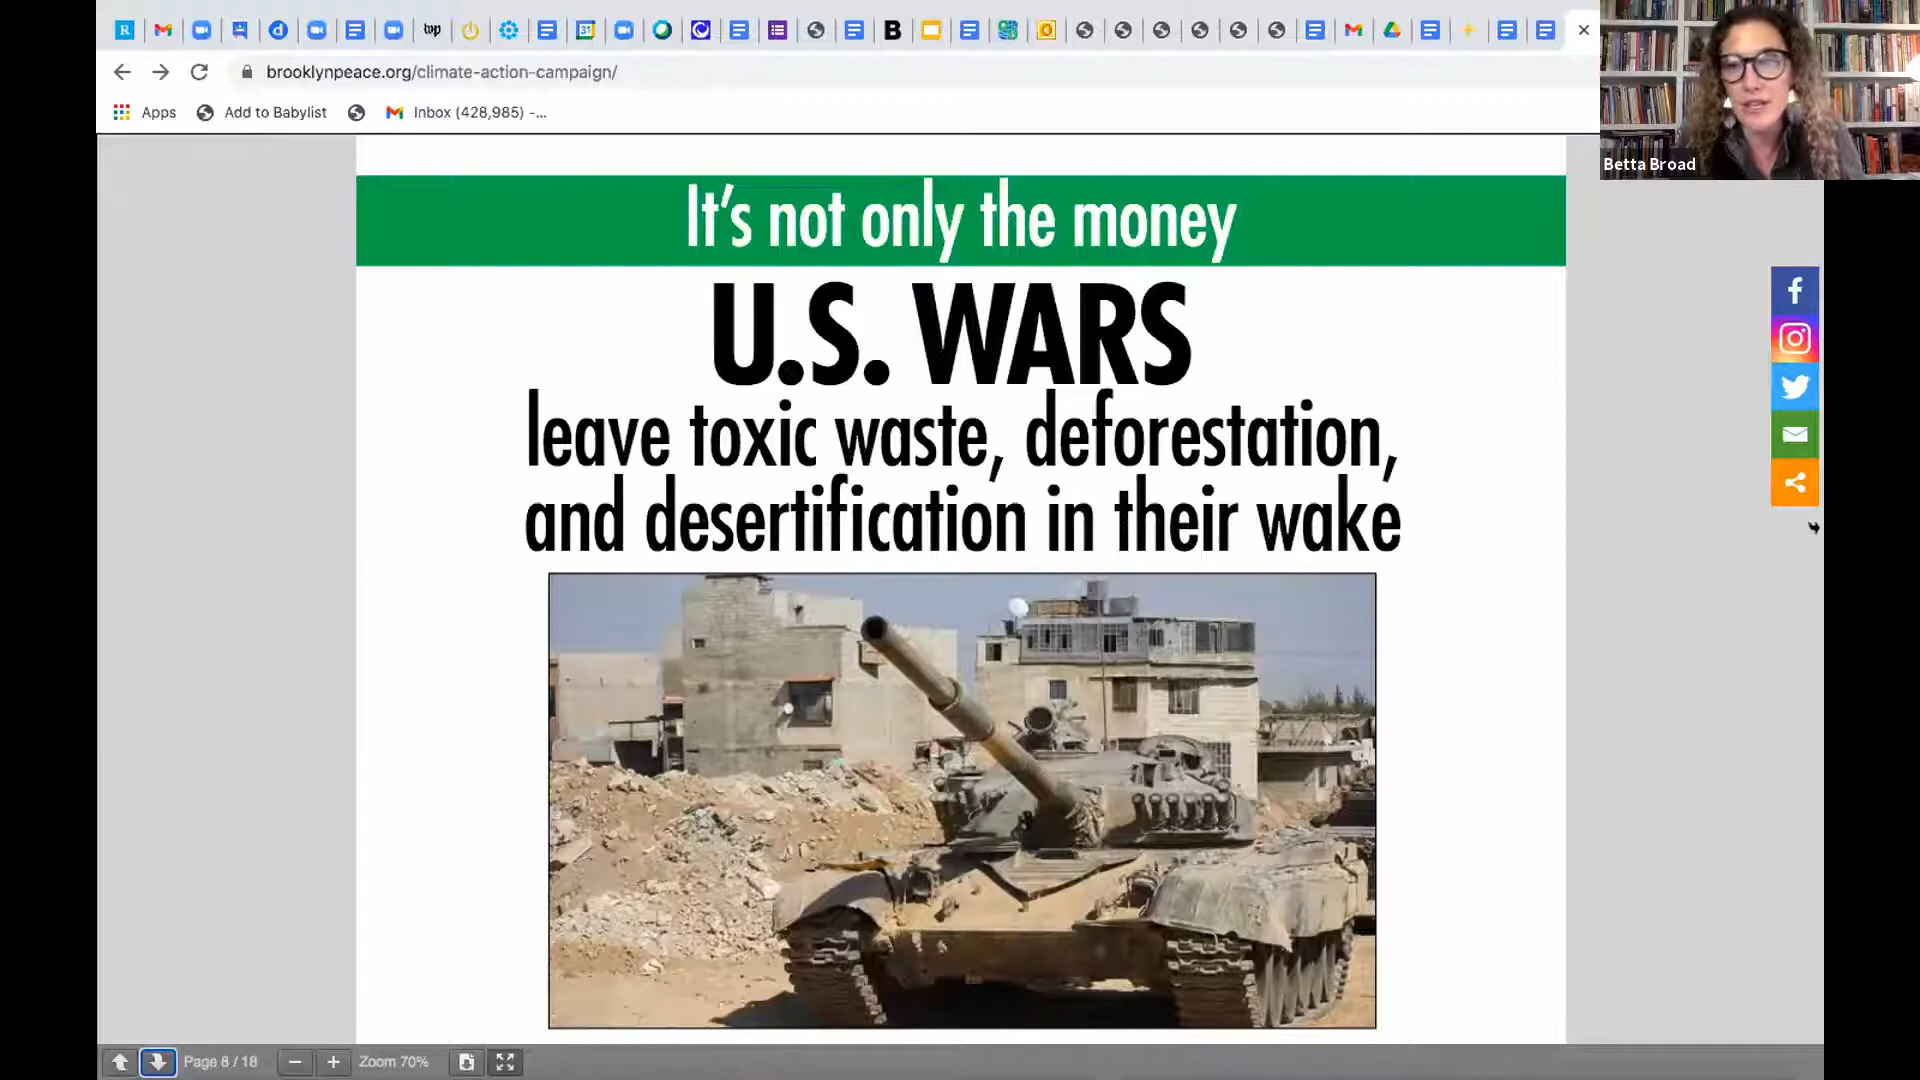 brooklynpeace.org/climate-action-campaign/
Apps
Add to Babylist
Inbox (428,985) -...
Betta Broad
It's not only the money
U.S. WARS
leave toxic waste, deforestation,
and desertification in their wake
Page 8 / 18
Zoom 70%